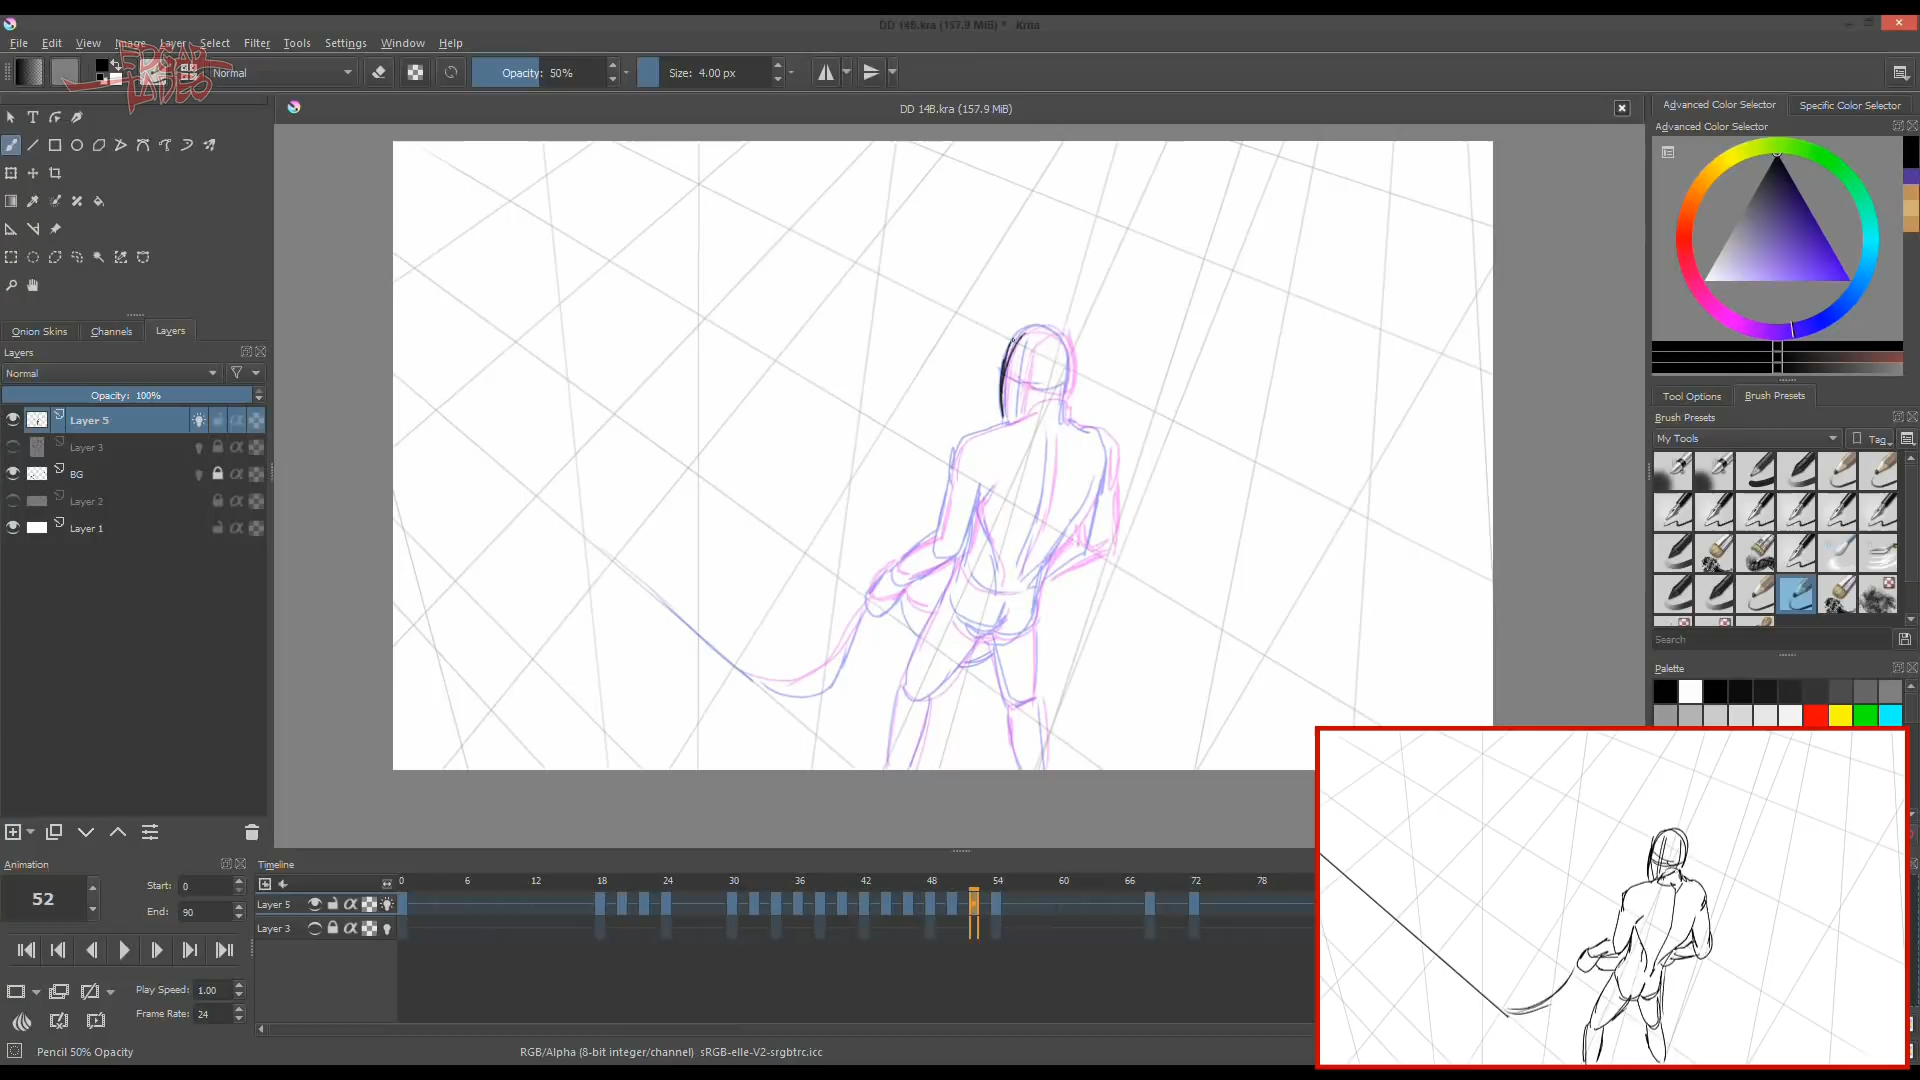 DD 14B.kra (157.9 MiB) * Krita
File Edit View Image Layer Select Filter Tools Settings Window Help
EDGAR
Normal
Opacity: 50%
Size: 4.00 px
DD 14B.kra (157.9 MiB)
Advanced Color Selector
Specific Color Selector
Advanced Color Selector
Onion Skins
Channels
Layers
Layers
Normal
Opacity: 100%
Layer 5
Layer 3
BG
Layer 2
Layer 1
Tool Options
Brush Presets
Brush Presets
My Tools
Tag
Search
Palette
Animation
52
Start: 0
End: 90
Play Speed: 1.00
Frame Rate: 24
Timeline
0 6 12 18 24 30 36 42 48 54 60 66 72 78
Layer 5
Layer 3
Pencil 50% Opacity
RGB/Alpha (8-bit integer/channel) sRGB-elle-V2-srgbtrc.icc